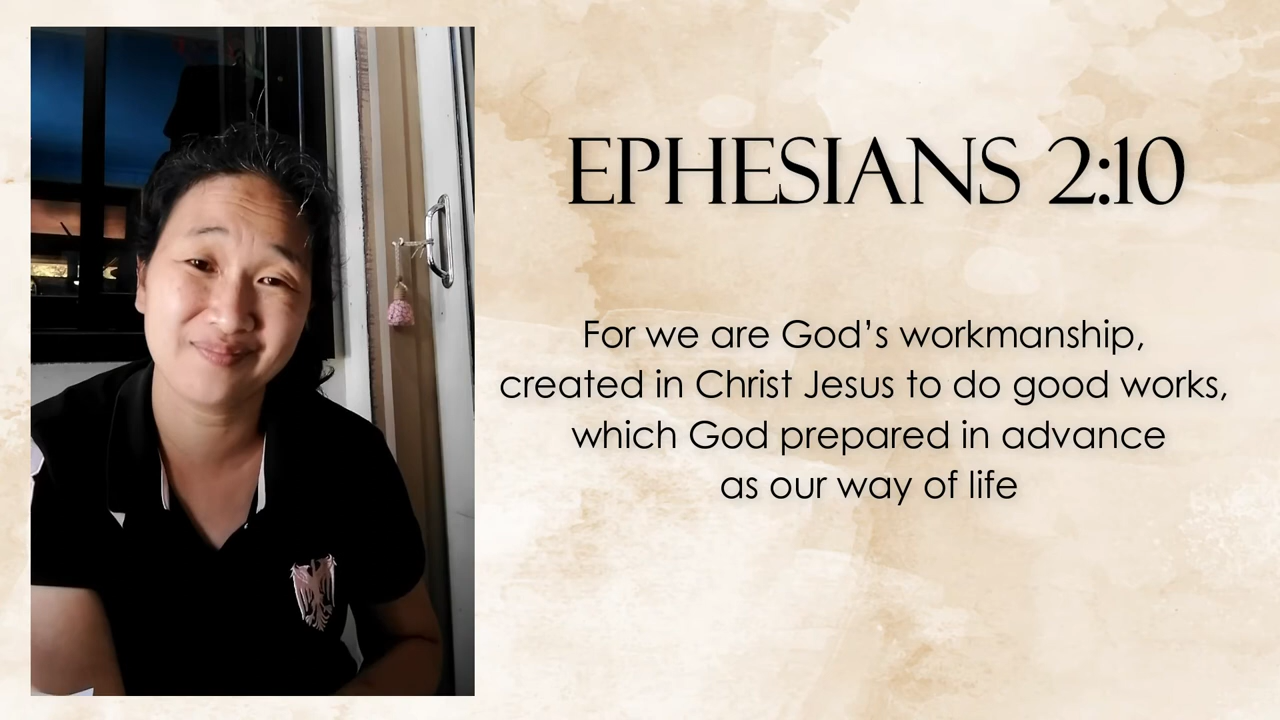 EPHESIANS 2:10
For we are God’s workmanship,
created in Christ Jesus to do good works,
which God prepared in advance
as our way of life